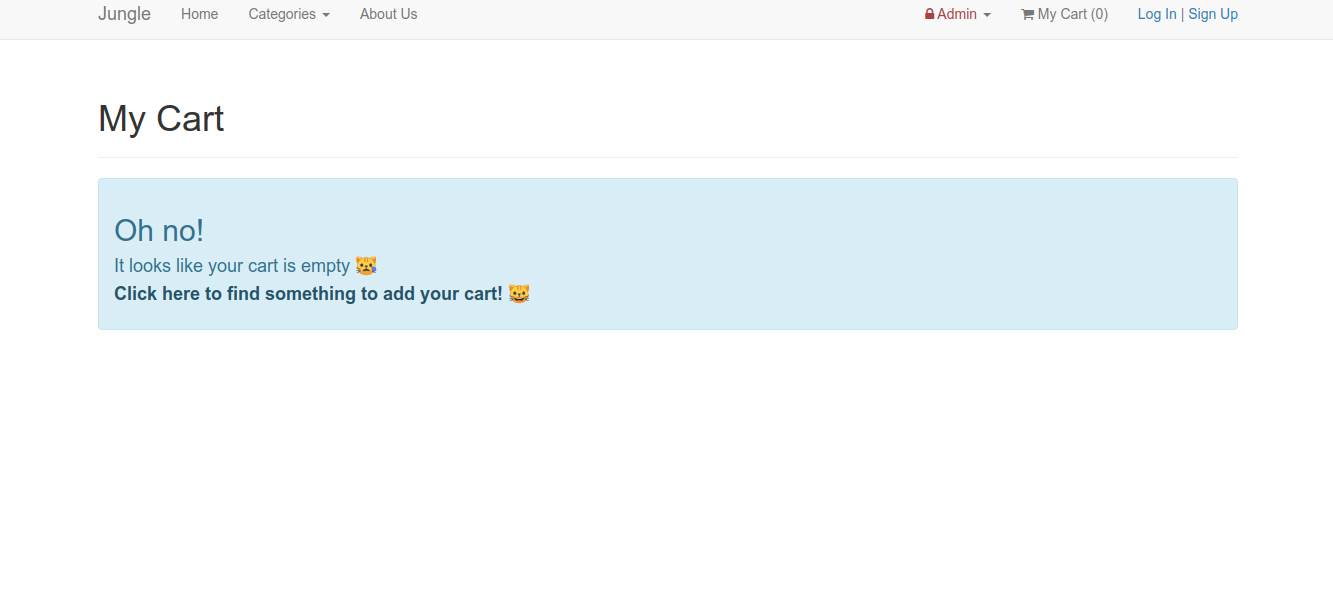 Jungle Home Categories About Us Admin My Cart (0) Log In | Sign Up
My Cart
Oh no!
It looks like your cart is empty 😿
Click here to find something to add your cart! 😺